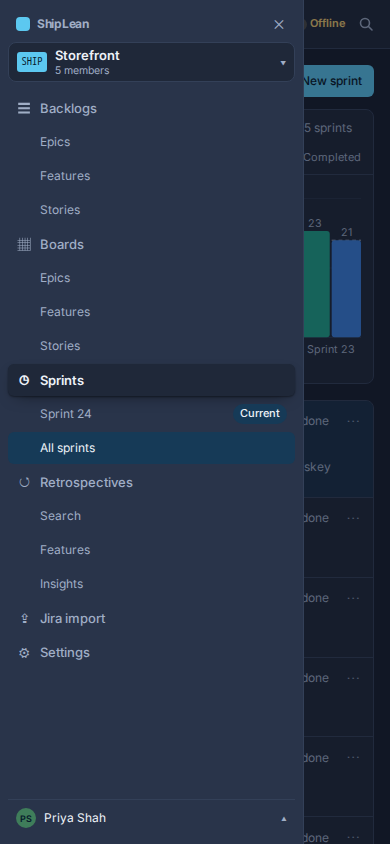 ShipLean
SHIP
Storefront
5 members
Backlogs
Epics
Features
Stories
Boards
Epics
Features
Stories
Sprints
Sprint 24
Current
All sprints
Retrospectives
Search
Features
Insights
Jira import
Settings
PS
Priya Shah
Offline
New sprint
5 sprints
Completed
23
21
Sprint 23
done
skey
done
done
done
done
done